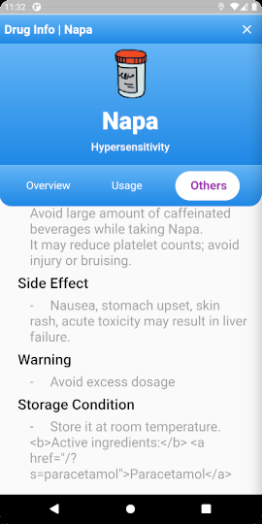 11:32
Drug Info | Napa
Napa
Hypersensitivity
Overview Usage Others
Avoid large amount of caffeinated
beverages while taking Napa.
It may reduce platelet counts; avoid
injury or bruising.
Side Effect
- Nausea, stomach upset, skin
rash, acute toxicity may result in liver
failure.
Warning
- Avoid excess dosage
Storage Condition
- Store it at room temperature.
<b>Active ingredients:</b> <a
href="/?
s=paracetamol">Paracetamol</a>